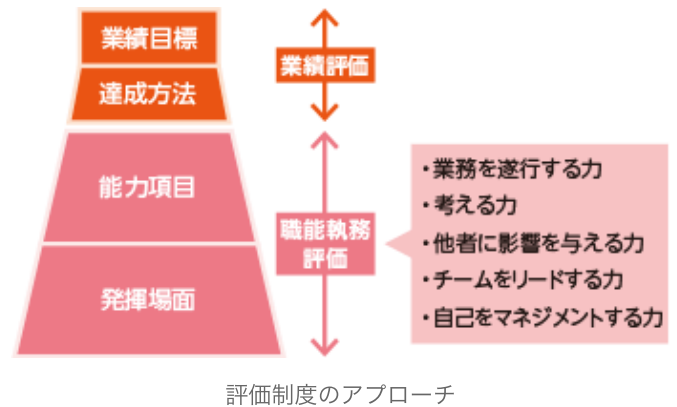 業績目標
達成方法
能力項目
発揮場面
業績評価
職能執務
評価
・業務を遂行する力
・考える力
・他者に影響を与える力
・チームをリードする力
・自己をマネジメントする力
評価制度のアプローチ